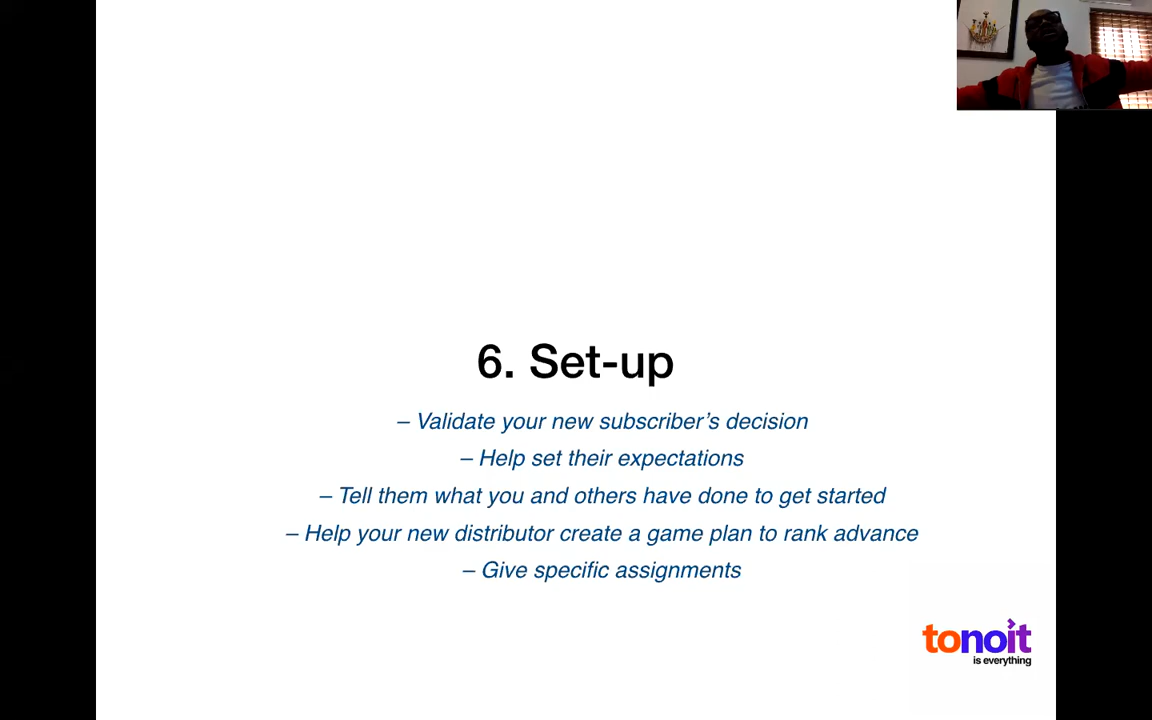 6. Set-up
– Validate your new subscriber’s decision
– Help set their expectations
– Tell them what you and others have done to get started
– Help your new distributor create a game plan to rank advance
– Give specific assignments
tonoit
is everything